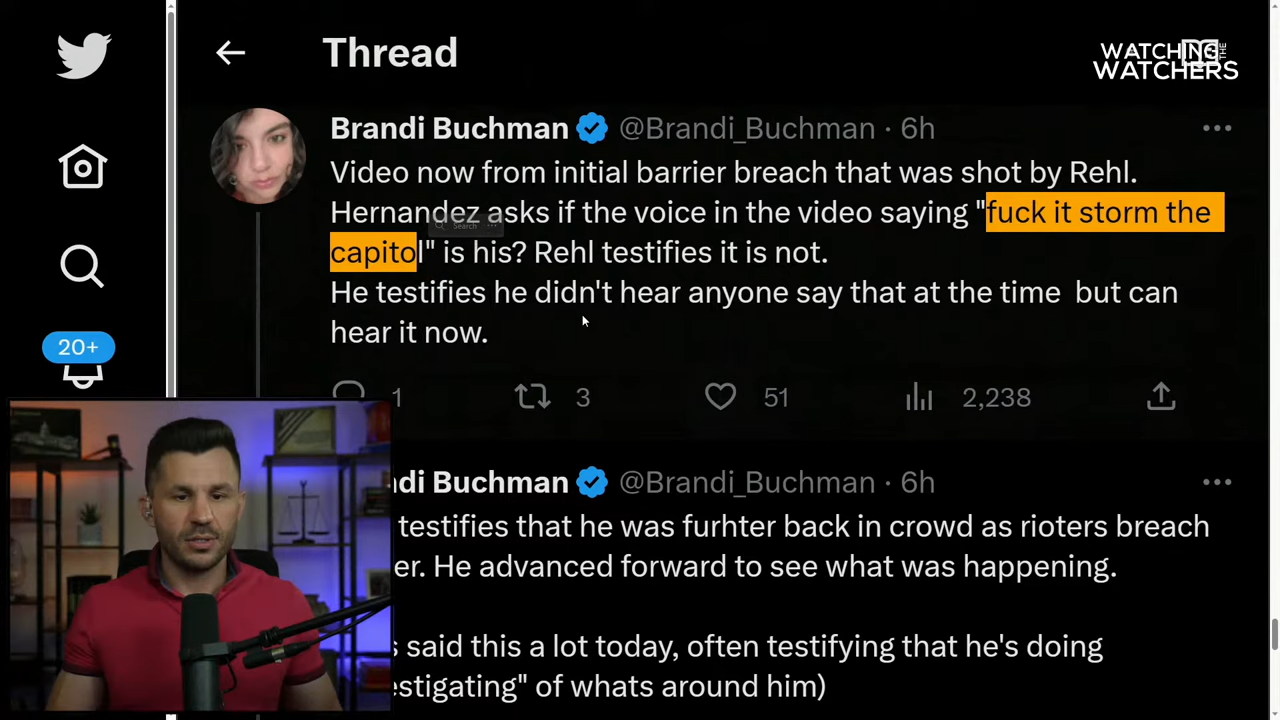 Thread
WATCHING THE
WATCHERS
Brandi Buchman @Brandi_Buchman · 6h
Video now from initial barrier breach that was shot by Rehl.
Hernandez asks if the voice in the video saying "fuck it storm the
capitol" is his? Rehl testifies it is not.
Search
He testifies he didn't hear anyone say that at the time but can
hear it now.
20+
1 3 51 2,238
di Buchman @Brandi_Buchman · 6h
testifies that he was furhter back in crowd as rioters breach
er. He advanced forward to see what was happening.
s said this a lot today, often testifying that he's doing
estigating" of whats around him)